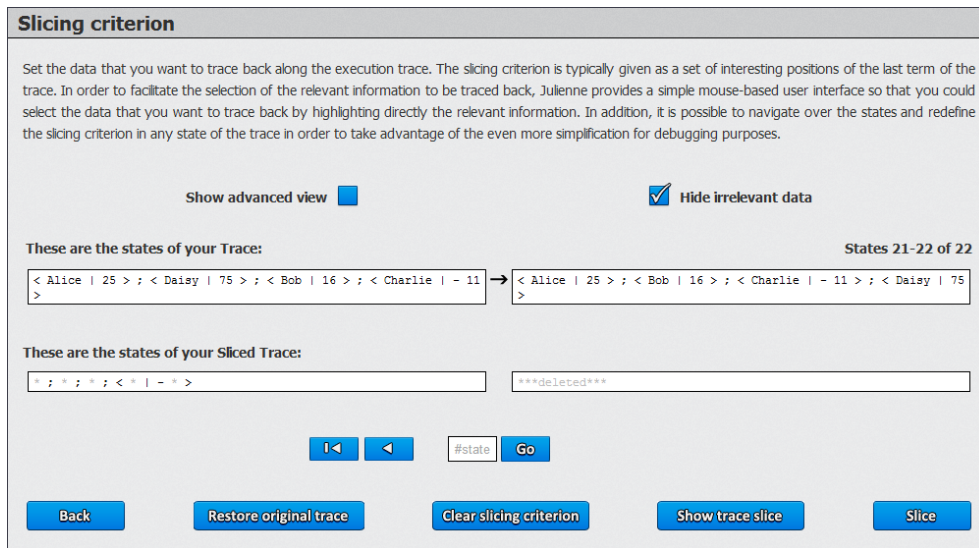 Slicing criterion
Set the data that you want to trace back along the execution trace. The slicing criterion is typically given as a set of interesting positions of the last term of the
trace. In order to facilitate the selection of the relevant information to be traced back, Julienne provides a simple mouse-based user interface so that you could
select the data that you want to trace back by highlighting directly the relevant information. In addition, it is possible to navigate over the states and redefine
the slicing criterion in any state of the trace in order to take advantage of the even more simplification for debugging purposes.
Show advanced view Hide irrelevant data
These are the states of your Trace: States 21-22 of 22
< Alice | 25 > ; < Daisy | 75 > ; < Bob | 16 > ; < Charlie | - 11
>
→
< Alice | 25 > ; < Bob | 16 > ; < Charlie | - 11 > ; < Daisy | 75
>
These are the states of your Sliced Trace:
* ; * ; * ; < * | - * >
***deleted***
#state Go
Back Restore original trace Clear slicing criterion Show trace slice Slice